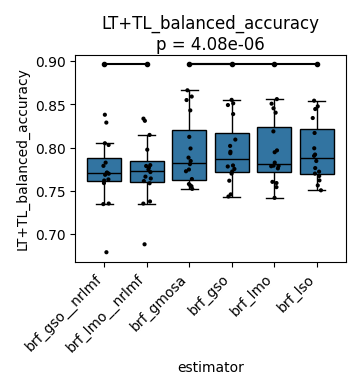 LT+TL_balanced_accuracy
p = 4.08e-06
LT+TL_balanced_accuracy
0.90
0.85
0.80
0.75
0.70
brf_gso__nrlmf
brf_lmo__nrlmf
brf_gmosa
brf_gso
brf_lmo
brf_lso
estimator